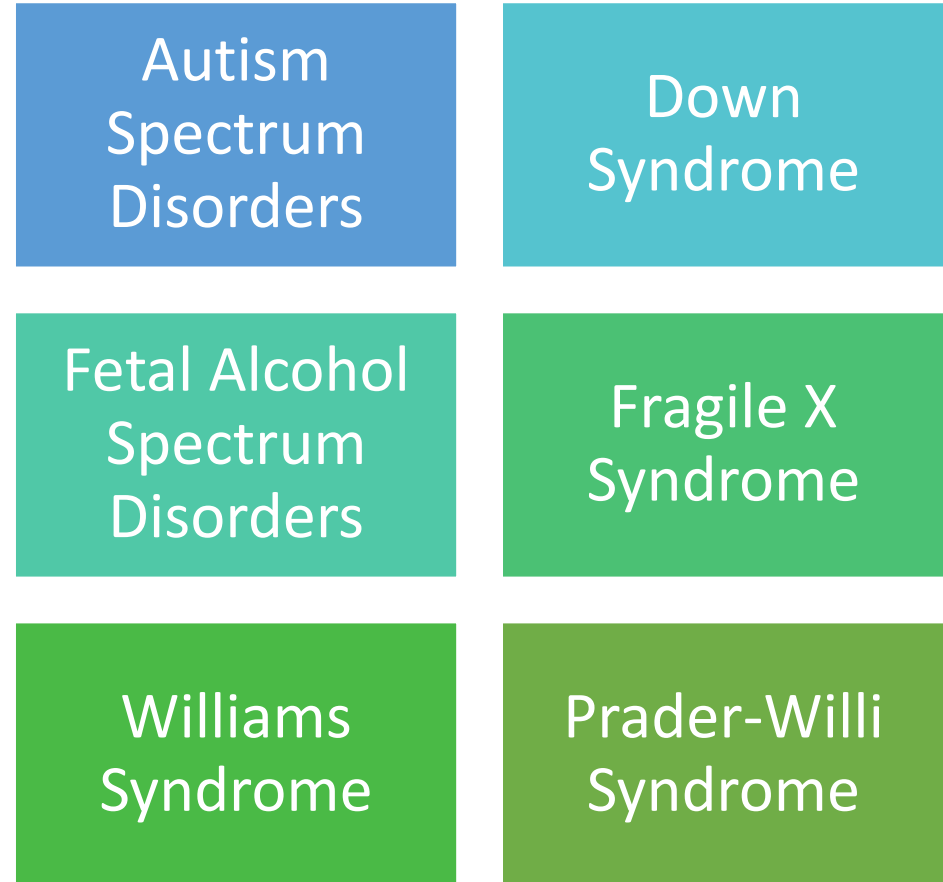 Autism
Spectrum
Disorders
Down
Syndrome
Fetal Alcohol
Spectrum
Disorders
Fragile X
Syndrome
Williams
Syndrome
Prader-Willi
Syndrome